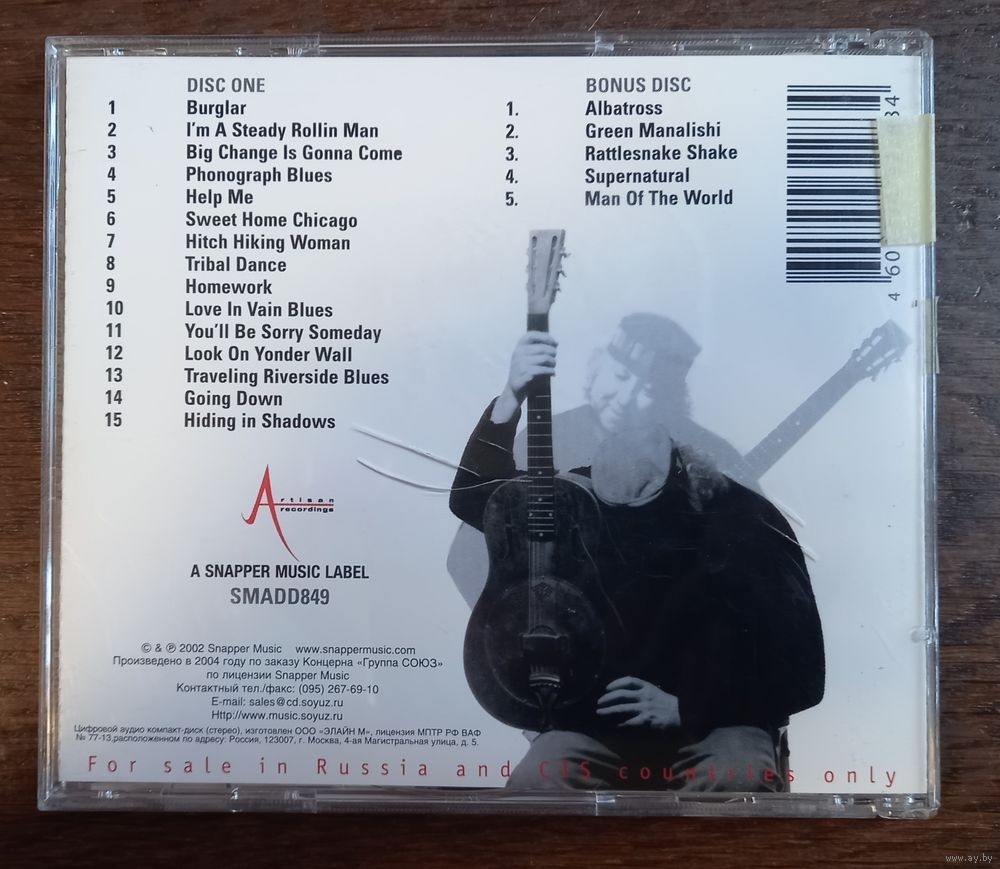 DISC ONE
1 Burglar
2 I'm A Steady Rollin Man
3 Big Change Is Gonna Come
4 Phonograph Blues
5 Help Me
6 Sweet Home Chicago
7 Hitch Hiking Woman
8 Tribal Dance
9 Homework
10 Love In Vain Blues
11 You'll Be Sorry Someday
12 Look On Yonder Wall
13 Traveling Riverside Blues
14 Going Down
15 Hiding in Shadows
BONUS DISC
1. Albatross
2. Green Manalishi
3. Rattlesnake Shake
4. Supernatural
5. Man Of The World
4 60
34
Artisan
recordings
A SNAPPER MUSIC LABEL
SMADD849
© & ℗ 2002 Snapper Music www.snappermusic.com
Произведено в 2004 году по заказу Концерна «Группа СОЮЗ»
по лицензии Snapper Music
Контактный тел./факс: (095) 267-69-10
E-mail: sales@cd.soyuz.ru
Http://www.music.soyuz.ru
Цифровой аудио компакт-диск (стерео), изготовлен ООО «ЭЛАЙН М», лицензия МПТР РФ ВАФ
№ 77-13,расположенном по адресу: Россия, 123007, г. Москва, 4-ая Магистральная улица, д. 5.
For sale in Russia and CIS countries only
www.ay.by